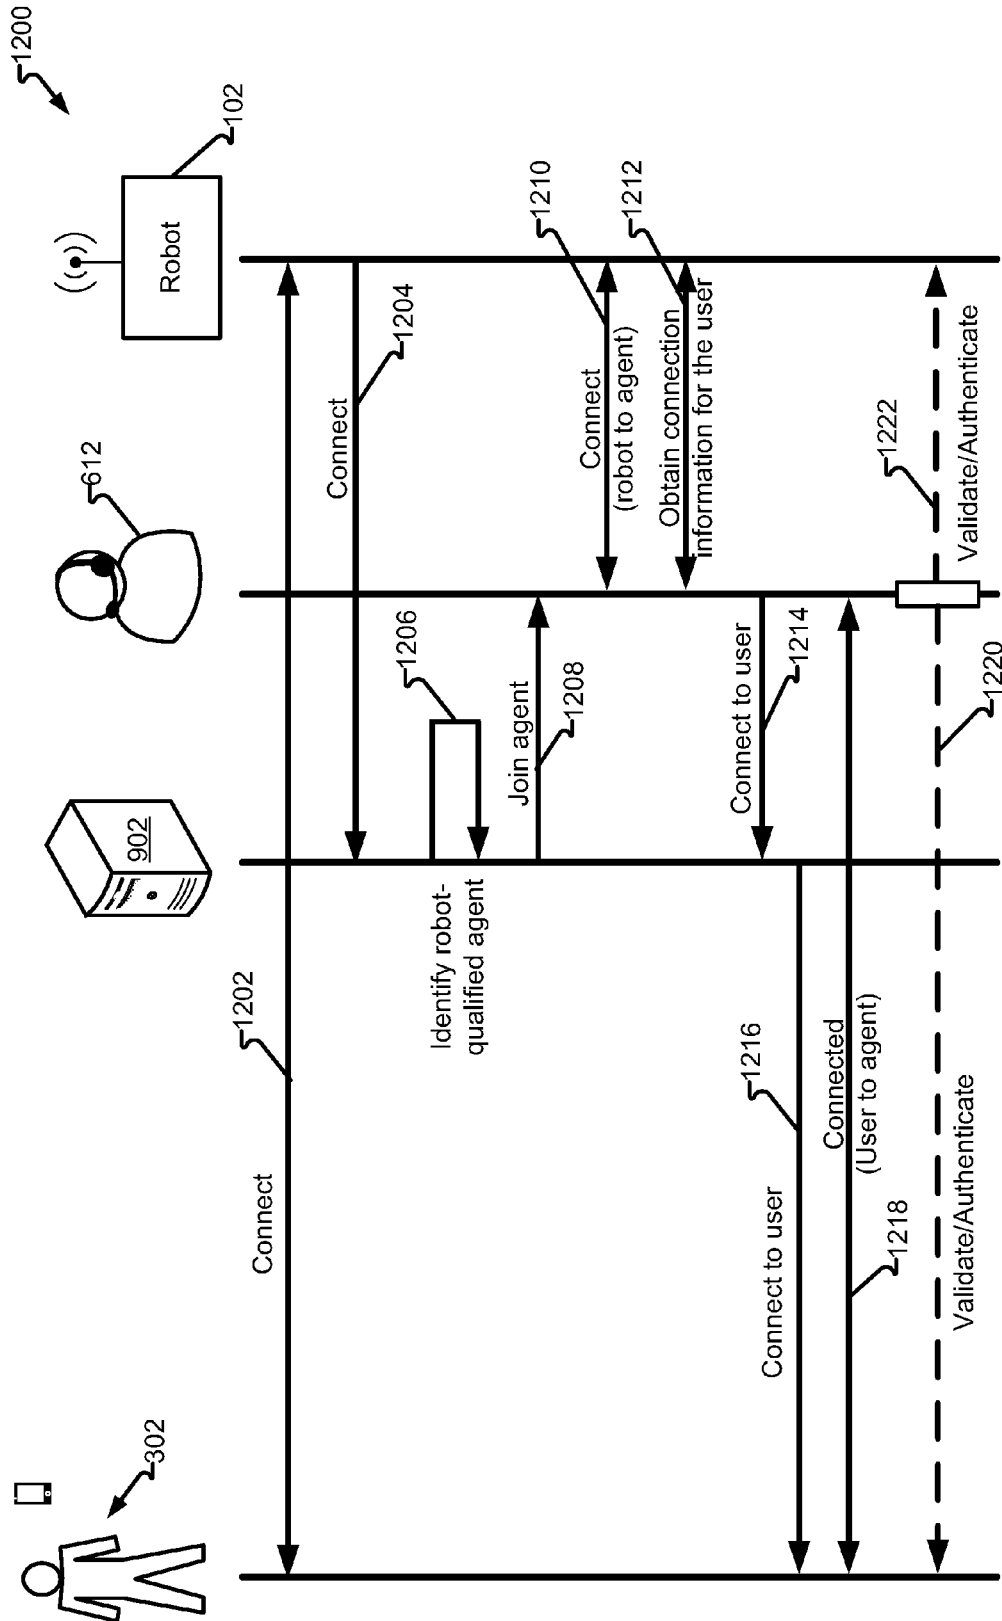 1200
302
902
612
Robot
102
1202
Connect
Connect
1204
Identify robot-
qualified agent
1206
Join agent
1208
Connect
(robot to agent)
1210
Obtain connection
information for the user
1212
Connect to user
1214
Connect to user
1216
Connected
(User to agent)
1218
Validate/Authenticate
1220
Validate/Authenticate
1222